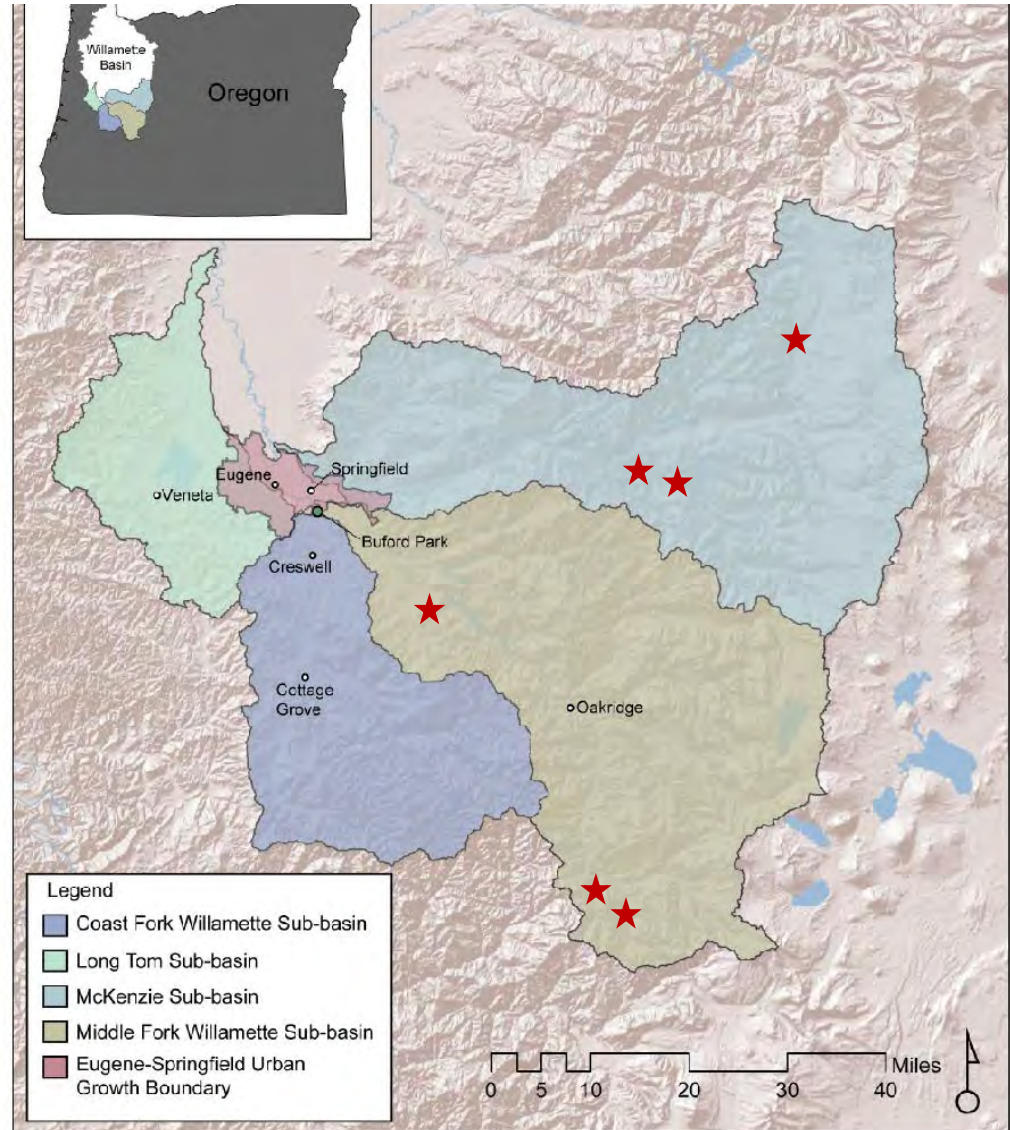 Willamette
Basin
Oregon
Eugene
Springfield
Veneta
Buford Park
Creswell
Cottage
Grove
Oakridge
Legend
Coast Fork Willamette Sub-basin
Long Tom Sub-basin
McKenzie Sub-basin
Middle Fork Willamette Sub-basin
Eugene-Springfield Urban
Growth Boundary
Miles
0 5 10 20 30 40